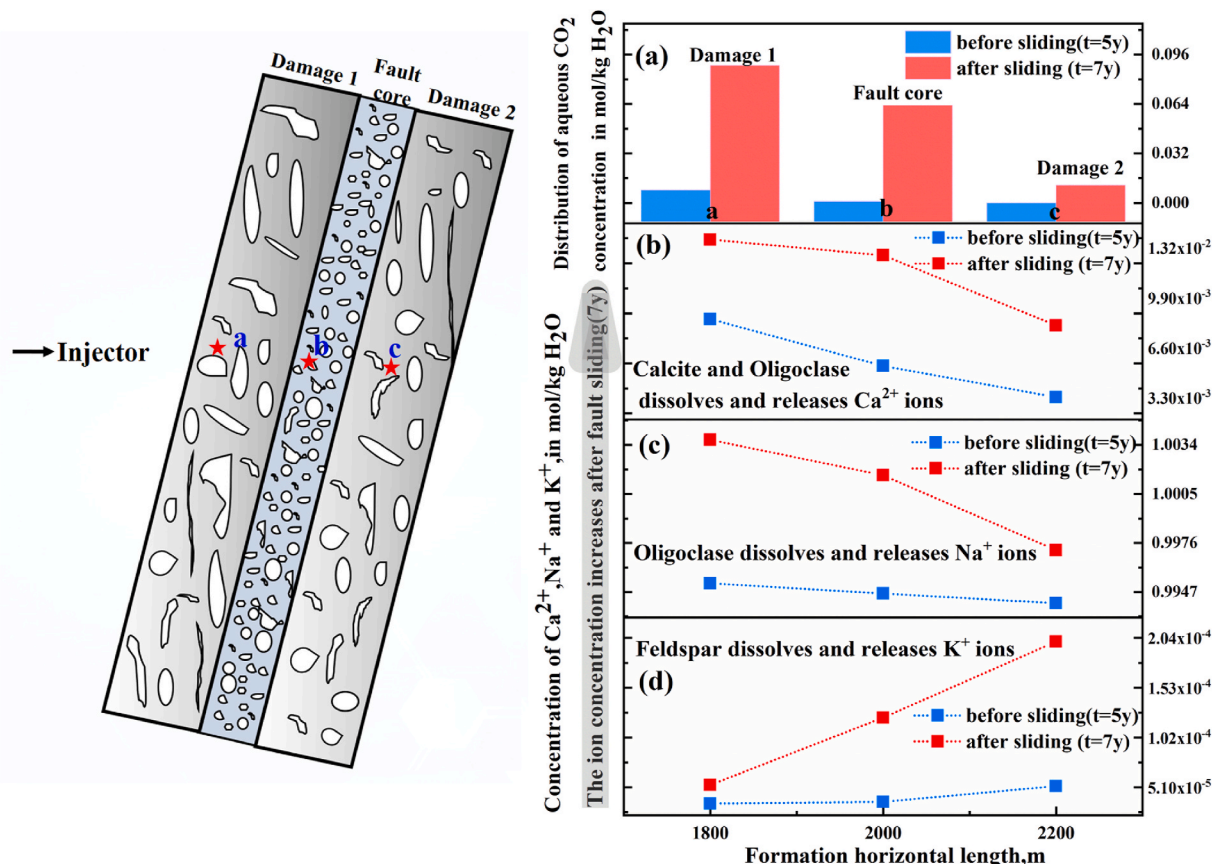 Damage 1
Fault
core
Damage 2
Injector
a
b
c
Distribution of aqueous CO2
concentration in mol/kg H2O
Concentration of Ca2+,Na+ and K+,in mol/kg H2O
The ion concentration increases after fault sliding(7y)
(a)
before sliding(t=5y)
after sliding (t=7y)
Damage 1
Fault core
Damage 2
a
b
c
0.096
0.064
0.032
0.000
(b)
before sliding(t=5y)
after sliding (t=7y)
Calcite and Oligoclase
dissolves and releases Ca2+ ions
1.32x10-2
9.90x10-3
6.60x10-3
3.30x10-3
(c)
before sliding(t=5y)
after sliding (t=7y)
Oligoclase dissolves and releases Na+ ions
1.0034
1.0005
0.9976
0.9947
Feldspar dissolves and releases K+ ions
(d)
before sliding(t=5y)
after sliding (t=7y)
2.04x10-4
1.53x10-4
1.02x10-4
5.10x10-5
1800
2000
2200
Formation horizontal length,m